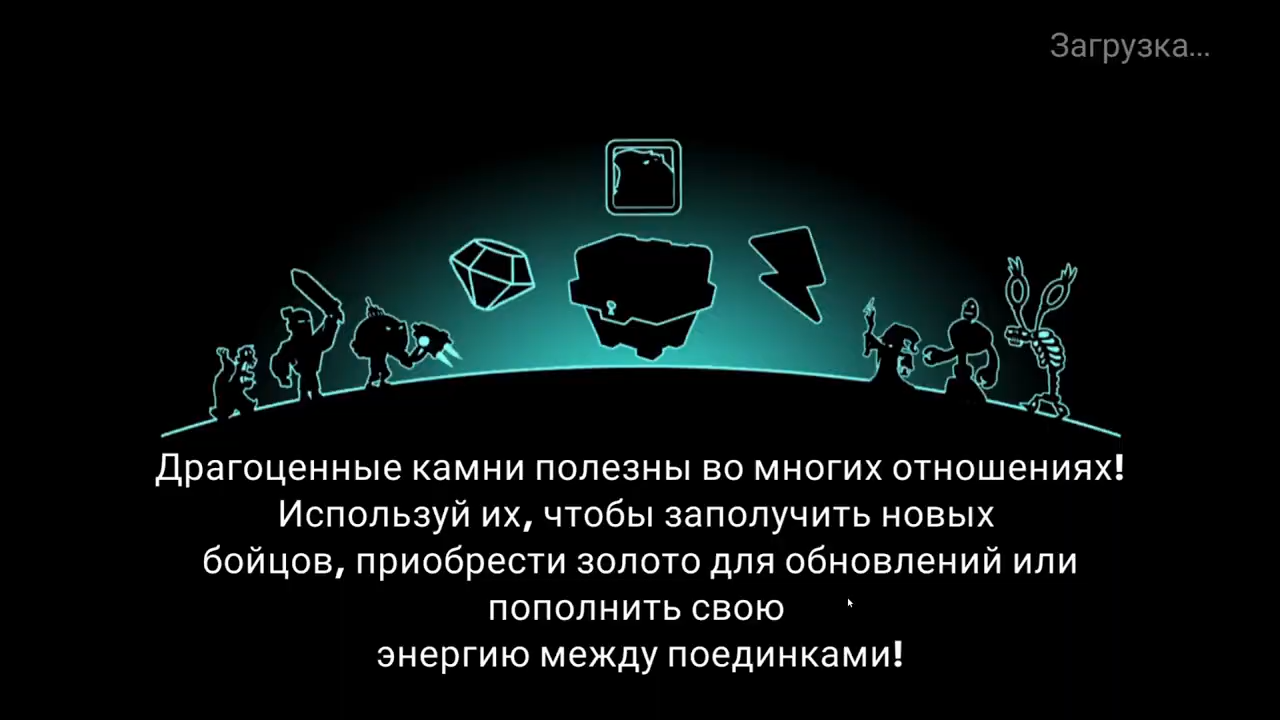 Загрузка...
Драгоценные камни полезны во многих отношениях!
Используй их, чтобы заполучить новых
бойцов, приобрести золото для обновлений или
пополнить свою
энергию между поединками!